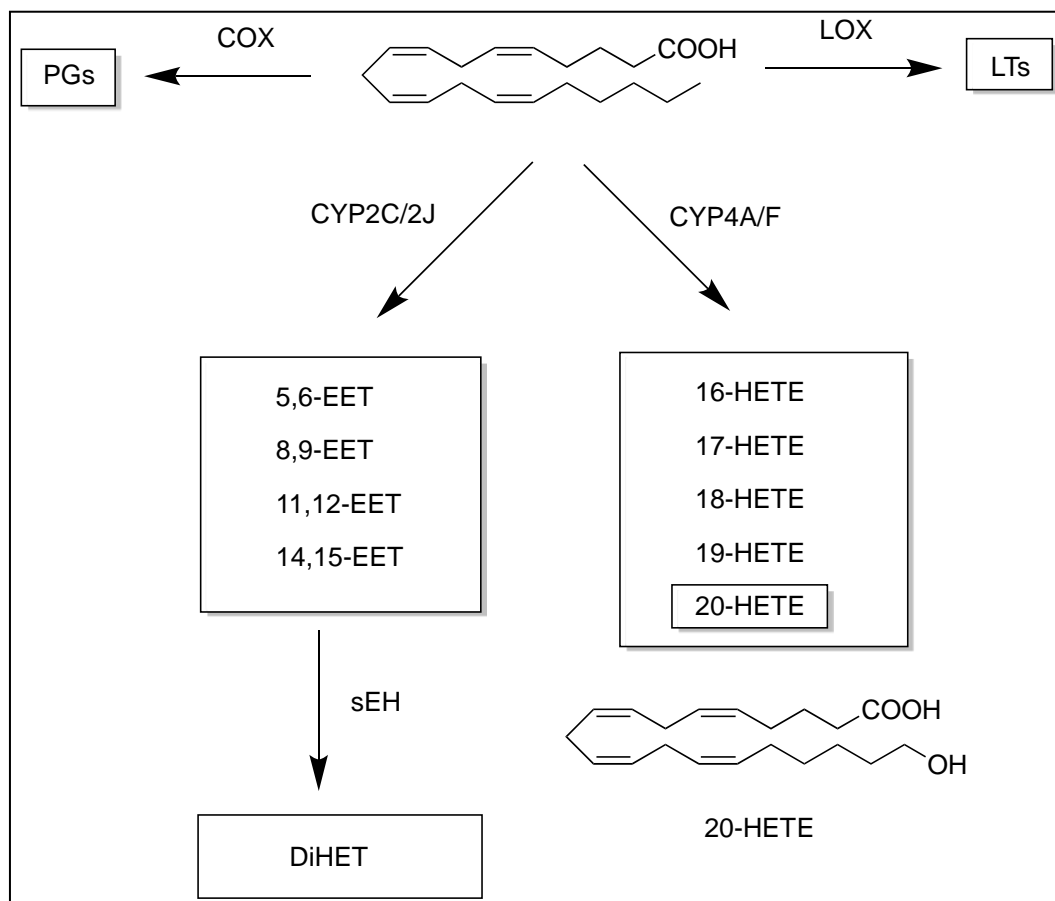 COX
COOH
LOX
PGs
LTs
CYP2C/2J
CYP4A/F
5,6-EET
8,9-EET
11,12-EET
14,15-EET
16-HETE
17-HETE
18-HETE
19-HETE
20-HETE
sEH
COOH
OH
20-HETE
DiHET